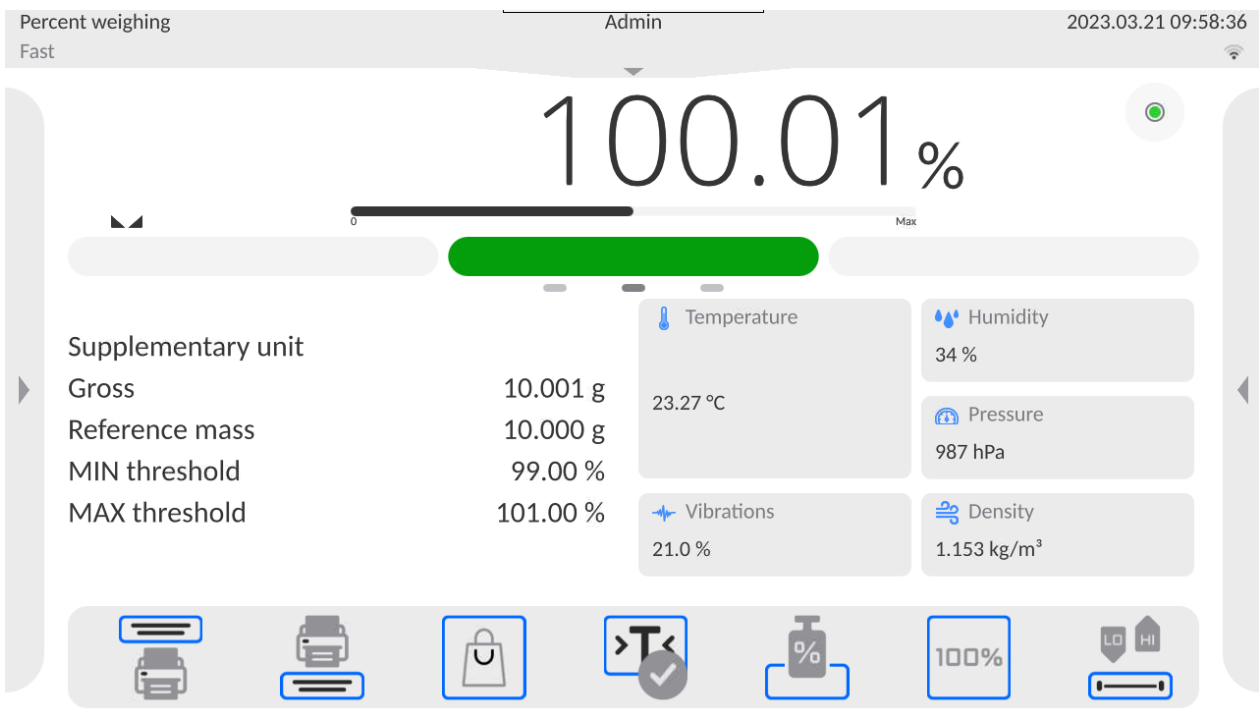 Percent weighing
Admin
2023.03.21 09:58:36
Fast
100.01 %
0
Max
Supplementary unit
Gross 10.001 g
Reference mass 10.000 g
MIN threshold 99.00 %
MAX threshold 101.00 %
Temperature
23.27 °C
Humidity
34 %
Pressure
987 hPa
Vibrations
21.0 %
Density
1.153 kg/m³
>T<
%
100%
LO HI